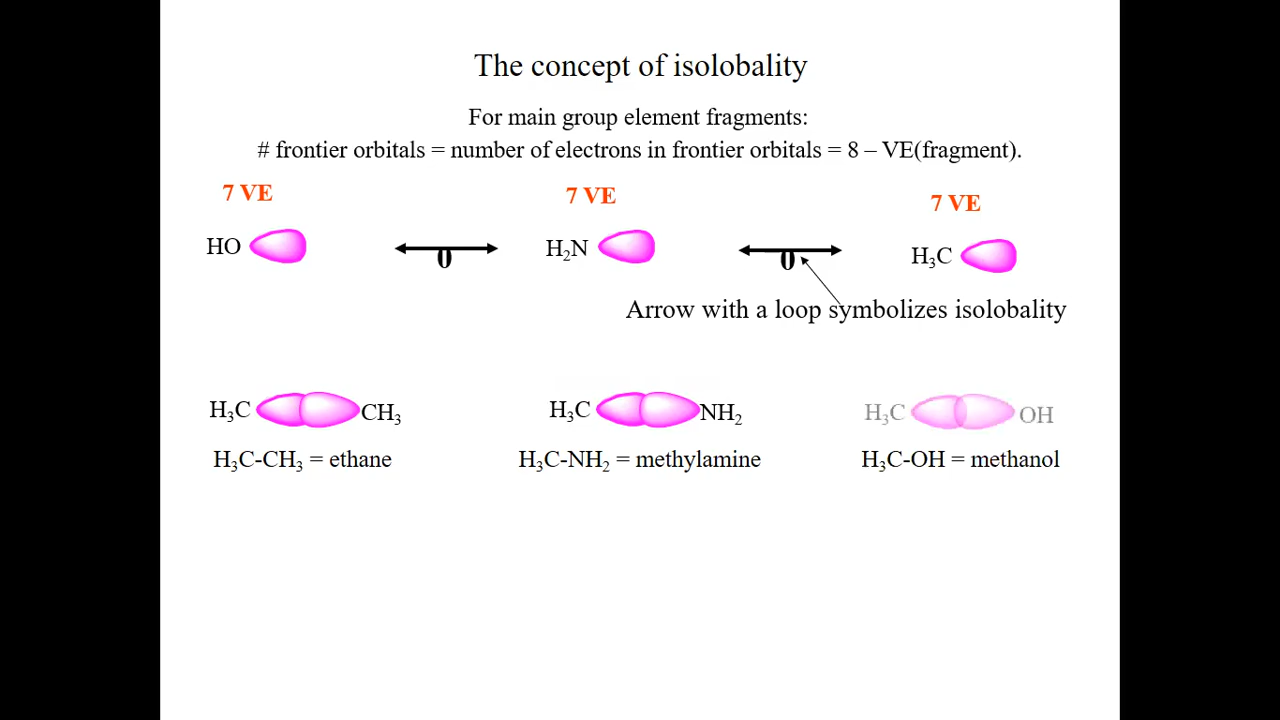 The concept of isolobality
For main group element fragments:
# frontier orbitals = number of electrons in frontier orbitals = 8 – VE(fragment).
7 VE 7 VE 7 VE
HO 0 H₂N 0 H₃C
Arrow with a loop symbolizes isolobality
H₃C CH₃ H₃C NH₂ H₃C OH
H₃C-CH₃ = ethane H₃C-NH₂ = methylamine H₃C-OH = methanol